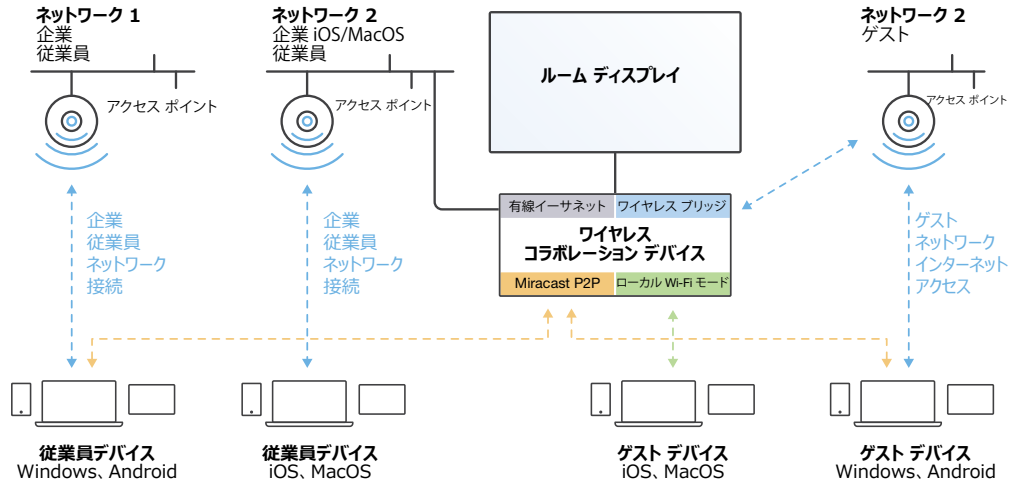 ネットワーク 1
企業
従業員
アクセス ポイント
ネットワーク 2
企業 iOS/MacOS
従業員
アクセス ポイント
ルーム ディスプレイ
ネットワーク 2
ゲスト
アクセス ポイント
有線イーサネット
ワイヤレス ブリッジ
ワイヤレス
コラボレーション デバイス
Miracast P2P
ローカル Wi-Fi モード
企業
従業員
ネットワーク
接続
企業
従業員
ネットワーク
接続
ゲスト
ネットワーク
インターネット
アクセス
従業員デバイス
Windows、Android
従業員デバイス
iOS、MacOS
ゲスト デバイス
iOS、MacOS
ゲスト デバイス
Windows、Android